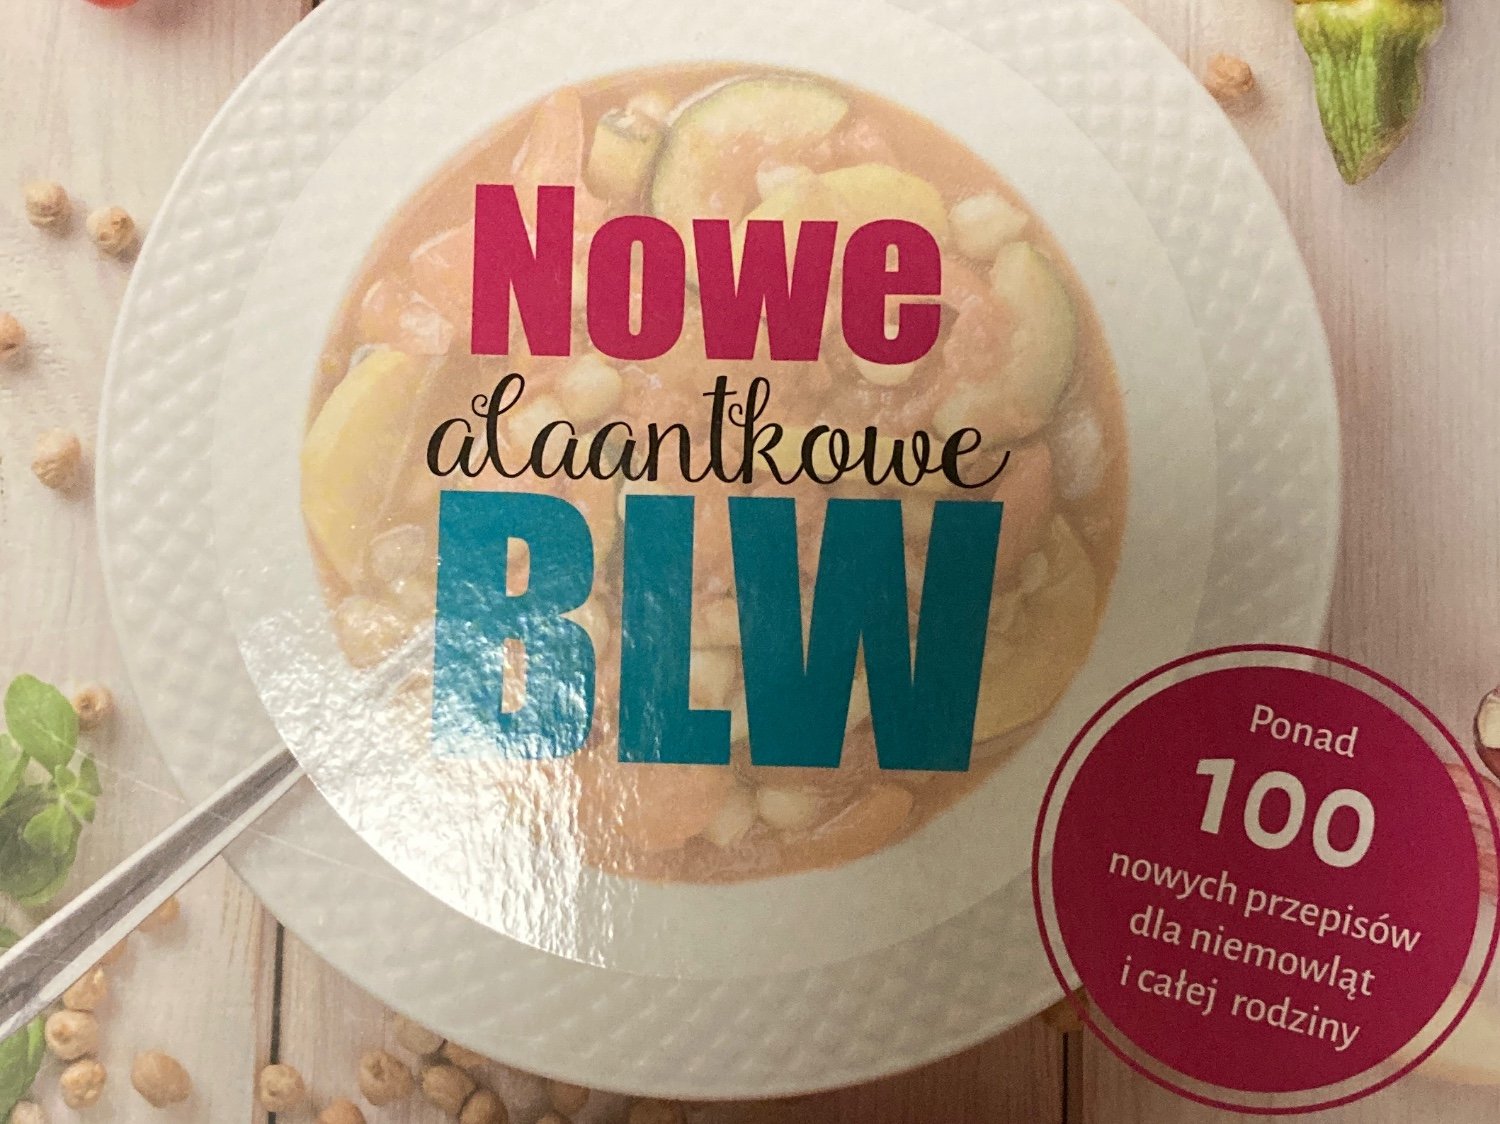 Nowe
alaantkowe
BLW
Ponad
100
nowych przepisów
dla niemowląt
i całej rodziny